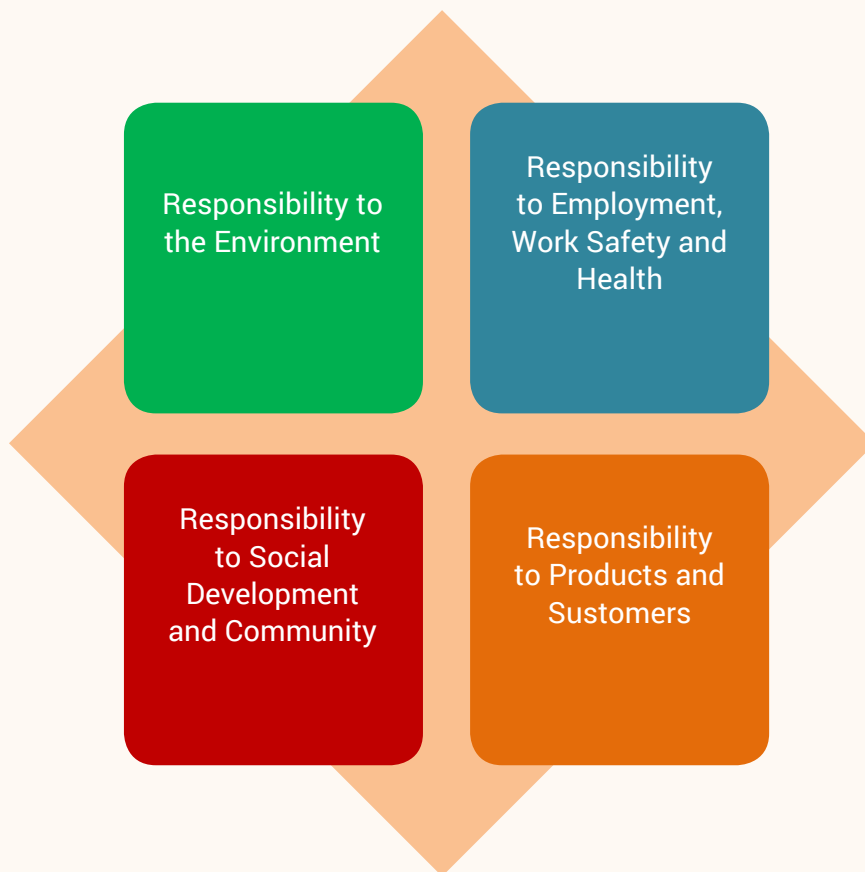 Responsibility to
the Environment
Responsibility
to Employment,
Work Safety and
Health
Responsibility
to Social
Development
and Community
Responsibility
to Products and
Sustomers